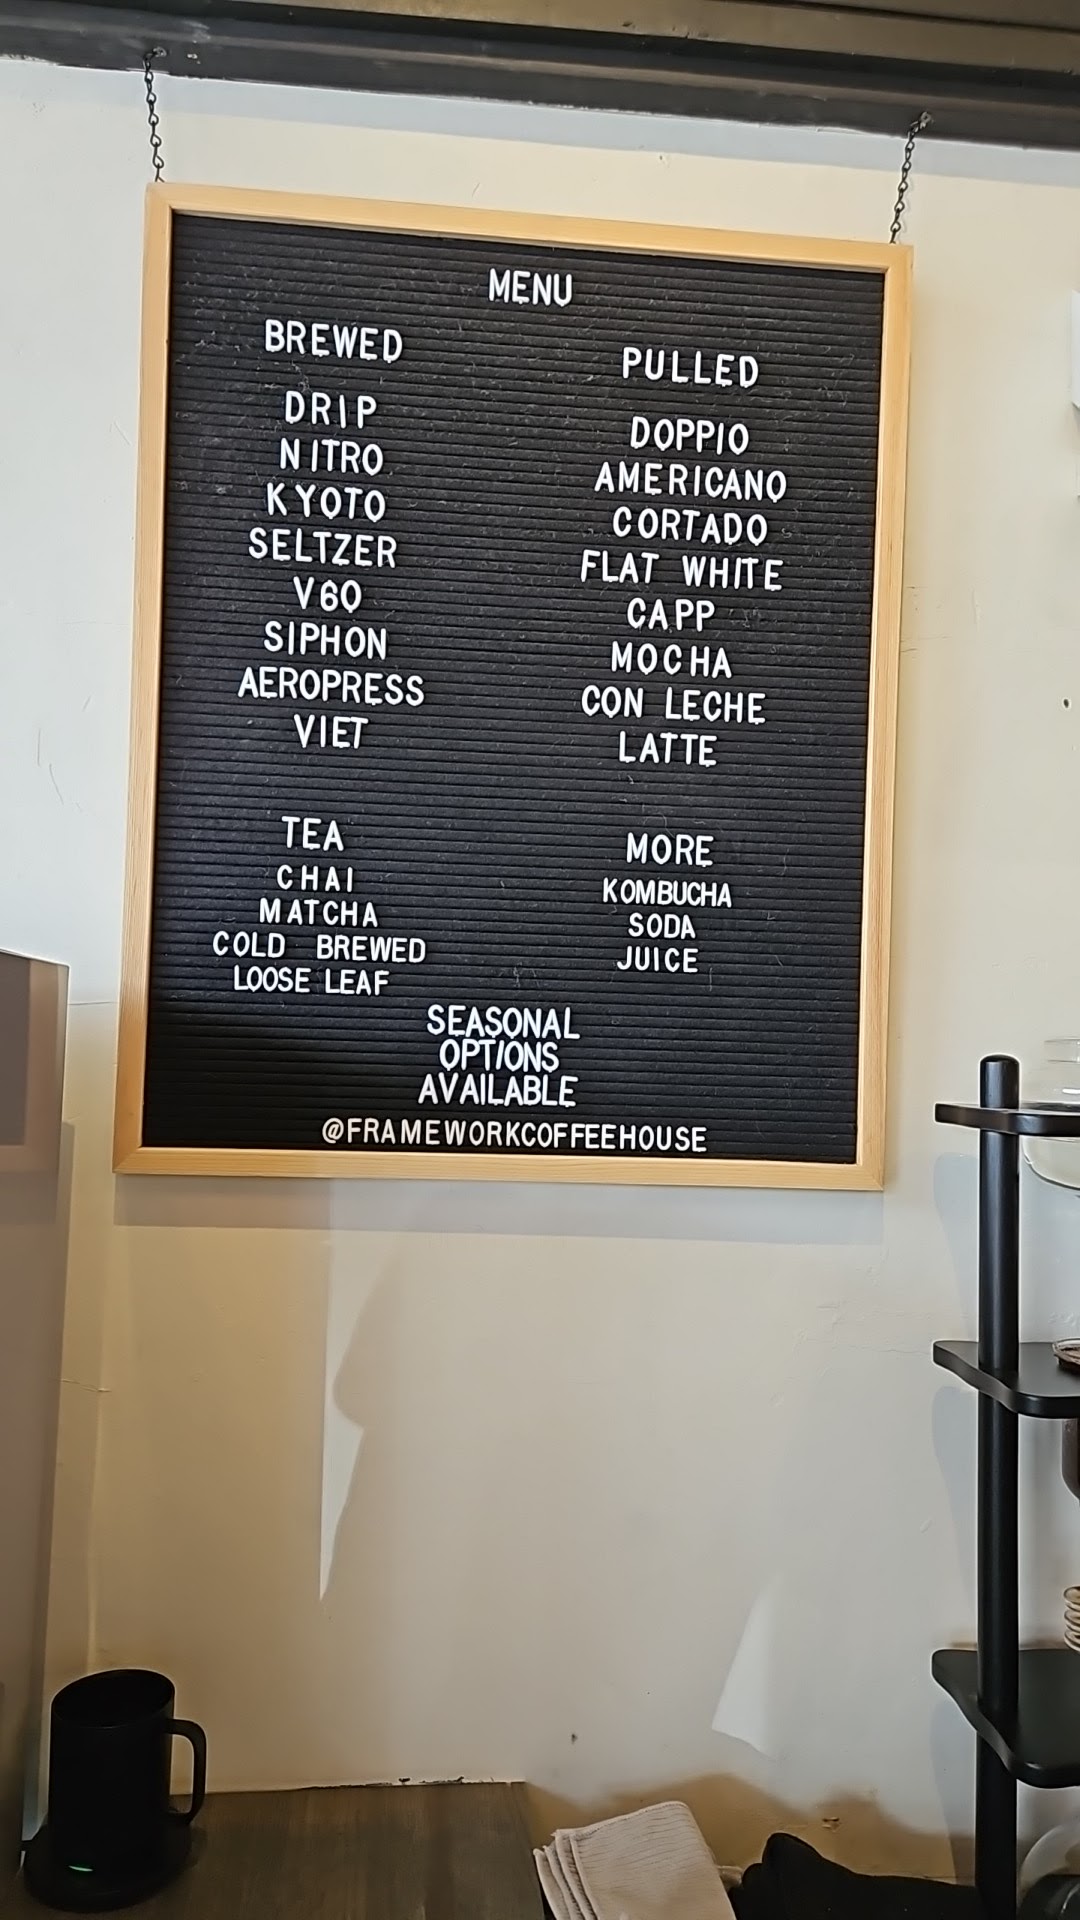 MENU
BREWED
DRIP
NITRO
KYOTO
SELTZER
V60
SIPHON
AEROPRESS
VIET
PULLED
DOPPIO
AMERICANO
CORTADO
FLAT WHITE
CAPP
MOCHA
CON LECHE
LATTE
TEA
CHAI
MATCHA
COLD BREWED
LOOSE LEAF
MORE
KOMBUCHA
SODA
JUICE
SEASONAL
OPTIONS
AVAILABLE
@FRAMEWORKCOFFEEHOUSE